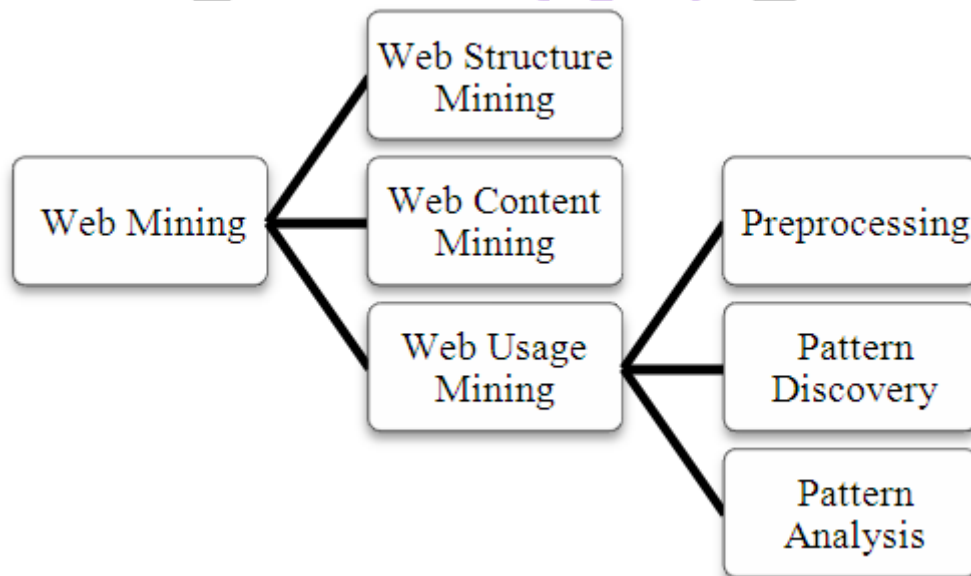 Web Structure
Mining
Web Mining
Web Content
Mining
Preprocessing
Web Usage
Mining
Pattern
Discovery
Pattern
Analysis